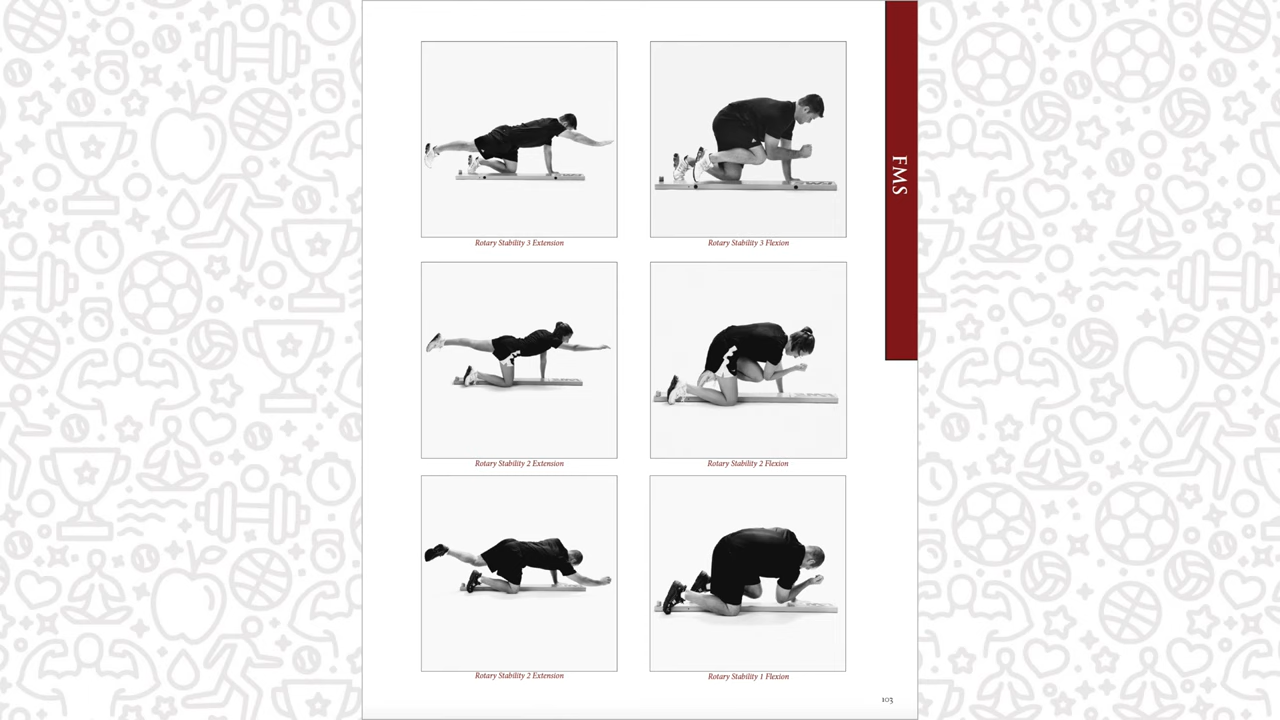 FMS
Rotary Stability 3 Extension
Rotary Stability 3 Flexion
Rotary Stability 2 Extension
Rotary Stability 2 Flexion
Rotary Stability 2 Extension
Rotary Stability 1 Flexion
103